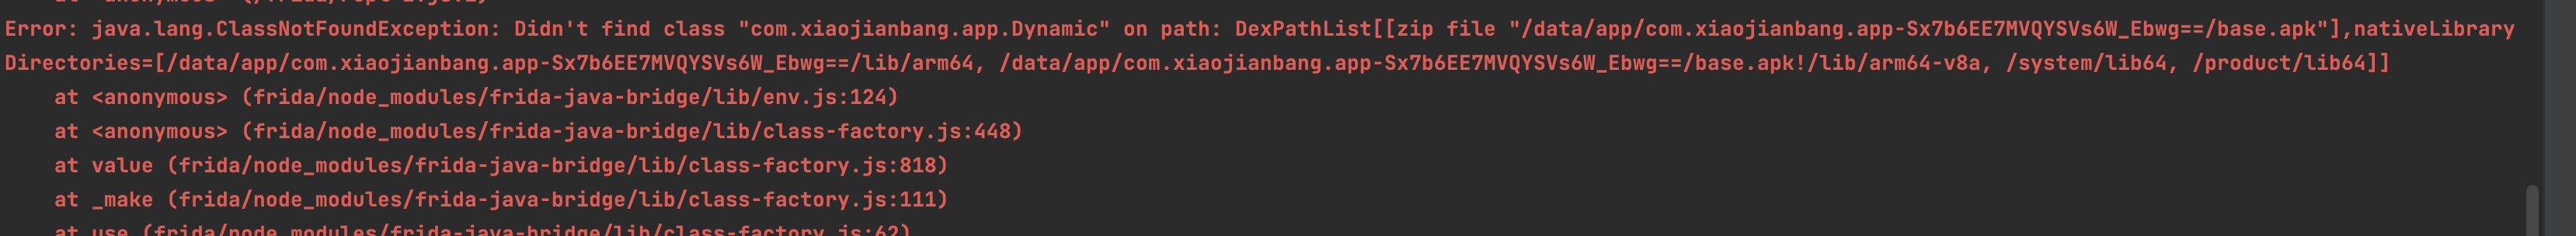 Error: java.lang.ClassNotFoundException: Didn't find class "com.xiaojianbang.app.Dynamic" on path: DexPathList[[zip file "/data/app/com.xiaojianbang.app-Sx7b6EE7MVQYSVs6W_Ebwg==/base.apk"],nativeLibrary
Directories=[/data/app/com.xiaojianbang.app-Sx7b6EE7MVQYSVs6W_Ebwg==/lib/arm64, /data/app/com.xiaojianbang.app-Sx7b6EE7MVQYSVs6W_Ebwg==/base.apk!/lib/arm64-v8a, /system/lib64, /product/lib64]]
at <anonymous> (frida/node_modules/frida-java-bridge/lib/env.js:124)
at <anonymous> (frida/node_modules/frida-java-bridge/lib/class-factory.js:448)
at value (frida/node_modules/frida-java-bridge/lib/class-factory.js:818)
at _make (frida/node_modules/frida-java-bridge/lib/class-factory.js:111)
at use (frida/node_modules/frida-java-bridge/lib/class-factory.js:62)